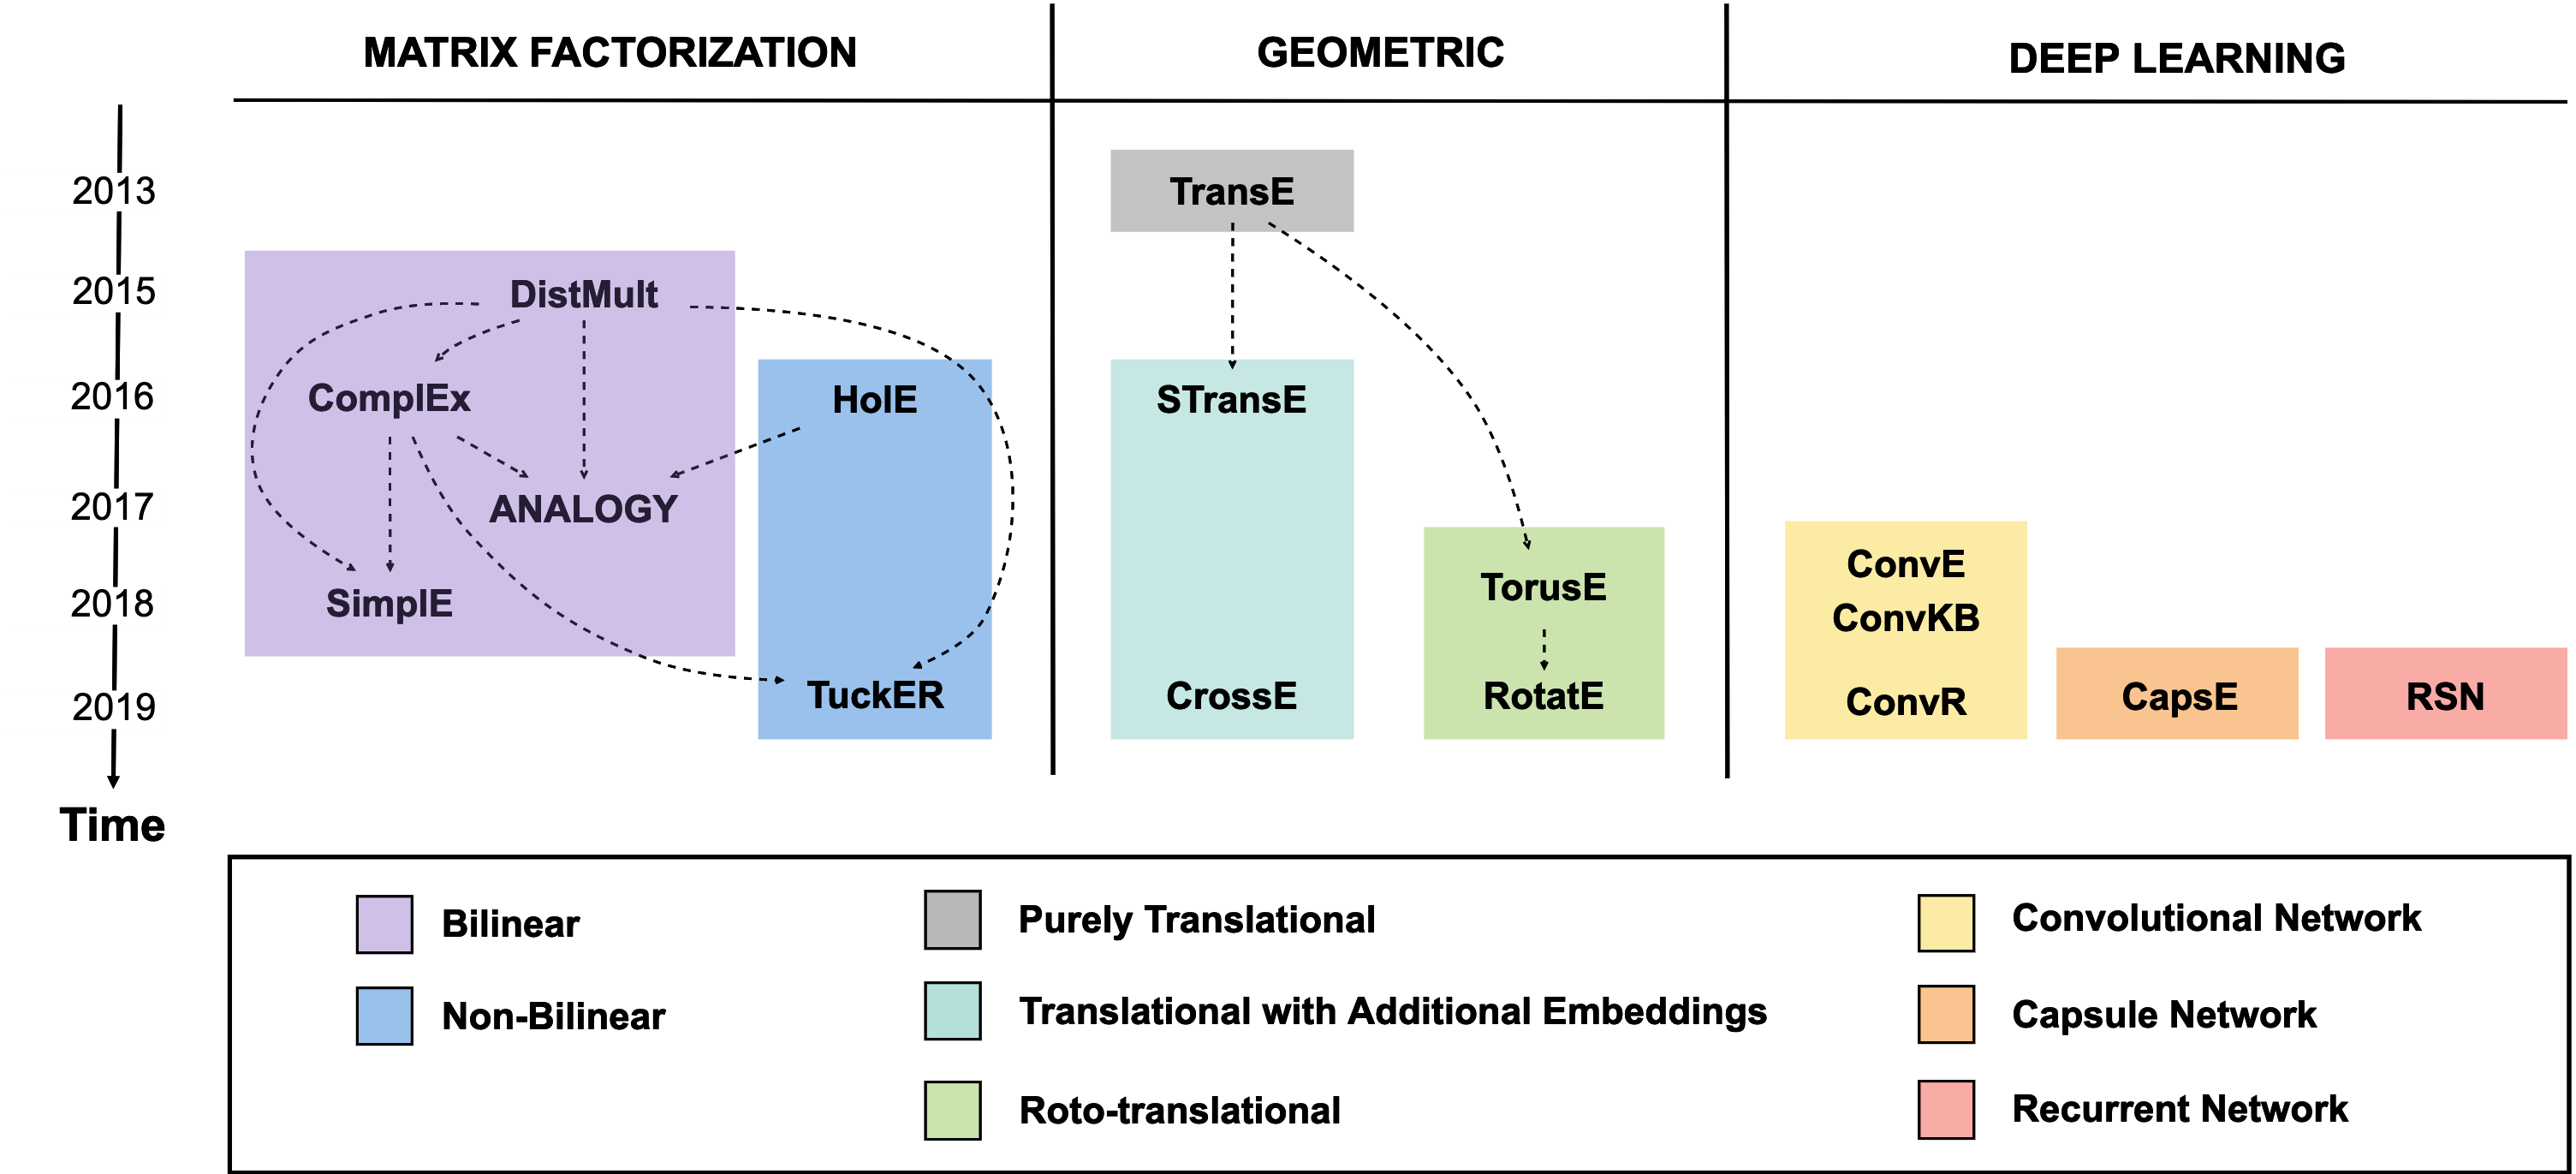 MATRIX FACTORIZATION
GEOMETRIC
DEEP LEARNING
2013
TransE
2015
DistMult
2016
ComplEx
HolE
STransE
2017
ANALOGY
ConvE
2018
SimplE
TorusE
ConvKB
2019
TuckER
CrossE
RotatE
ConvR
CapsE
RSN
Time
Bilinear
Purely Translational
Convolutional Network
Non-Bilinear
Translational with Additional Embeddings
Capsule Network
Roto-translational
Recurrent Network